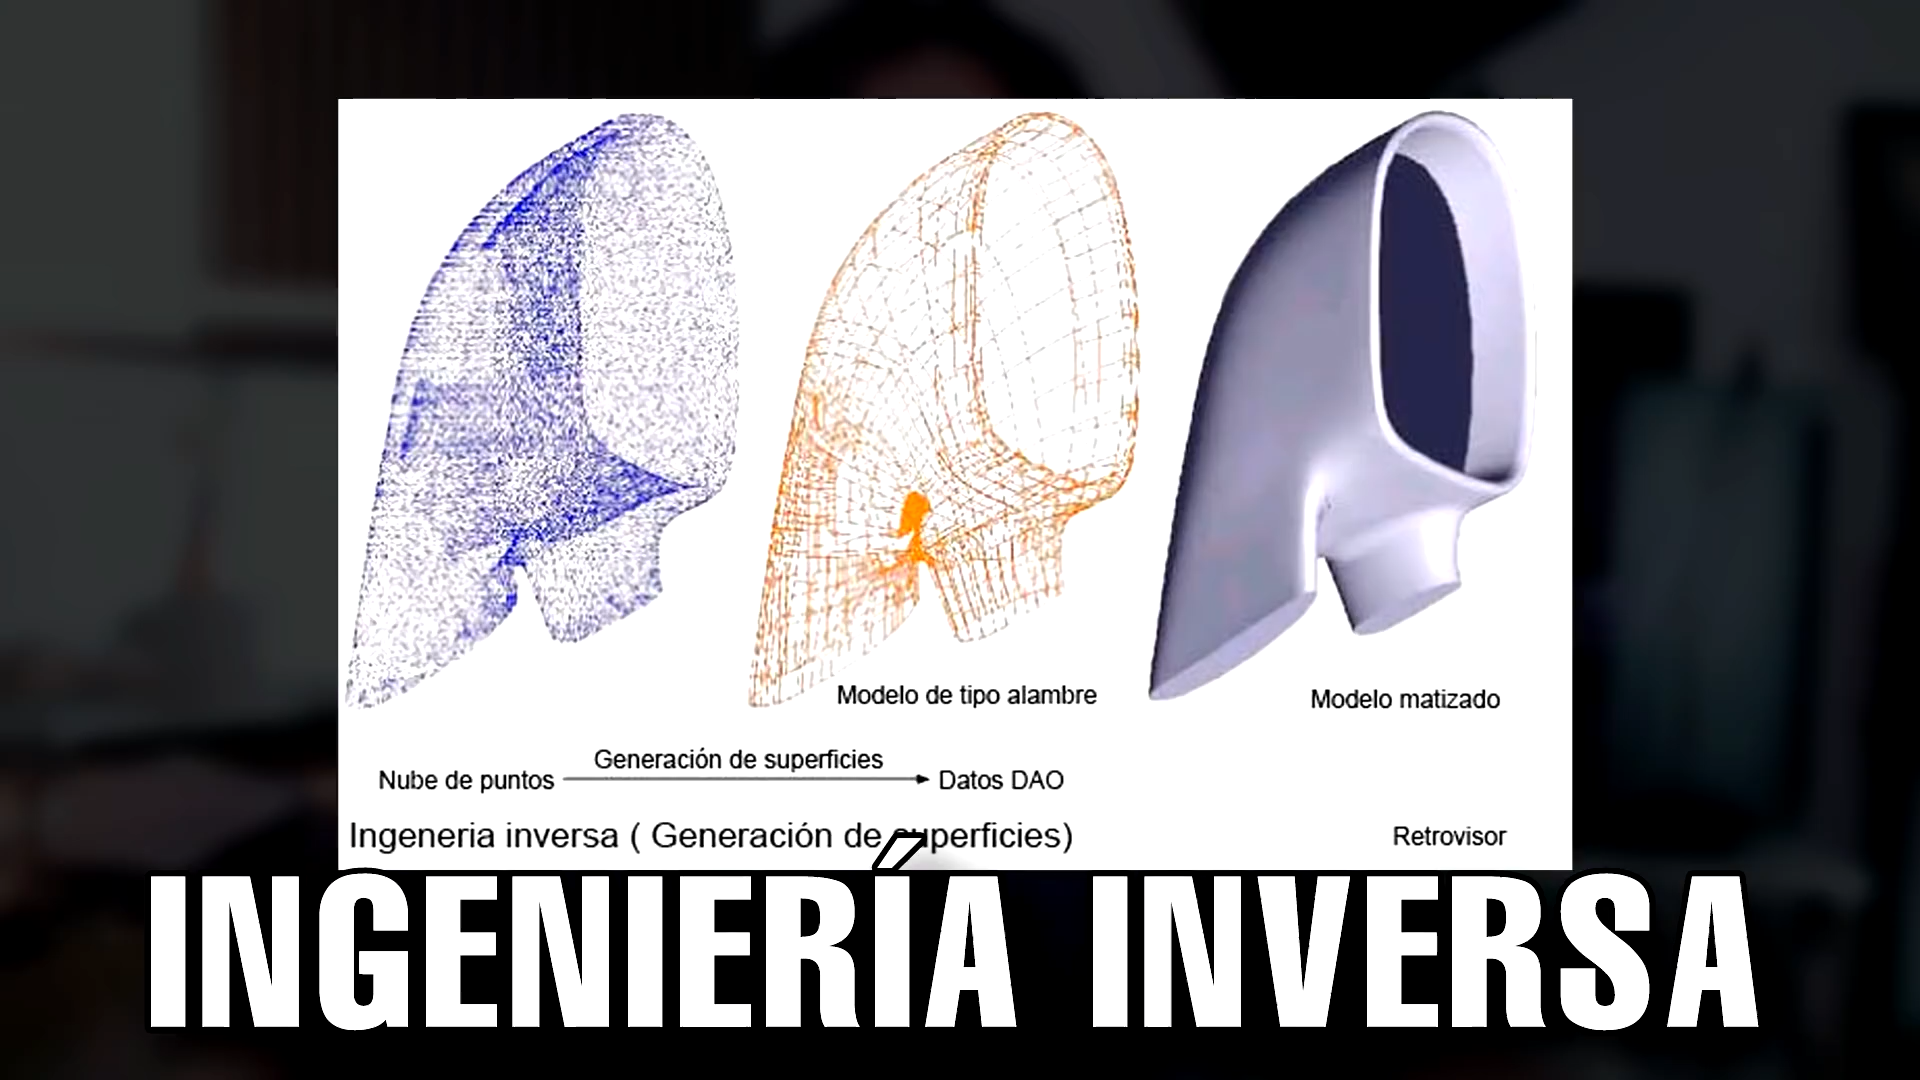 Modelo de tipo alambre
Modelo matizado
Generación de superficies
Nube de puntos
Datos DAO
Ingeneria inversa ( Generación de superficies)
Retrovisor
INGENIERÍA INVERSA